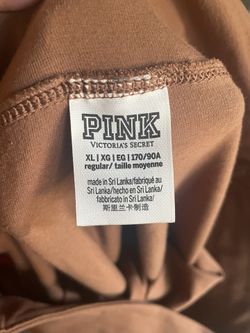 PINK
VICTORIA'S SECRET
XL | XG | EG | 170/90A
regular/ taille moyenne
made in Sri Lanka/fabriqué au
Sri Lanka/hecho en Sri Lanka/
fabbricato in Sri Lanka/
斯里兰卡制造